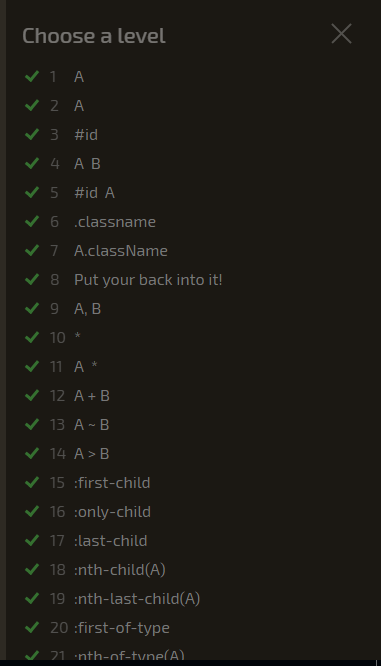 Choose a level
1 A
2 A
3 #id
4 A B
5 #id A
6 .classname
7 A.className
8 Put your back into it!
9 A, B
10 *
11 A *
12 A + B
13 A ~ B
14 A > B
15 :first-child
16 :only-child
17 :last-child
18 :nth-child(A)
19 :nth-last-child(A)
20 :first-of-type
21 :nth-of-type(A)